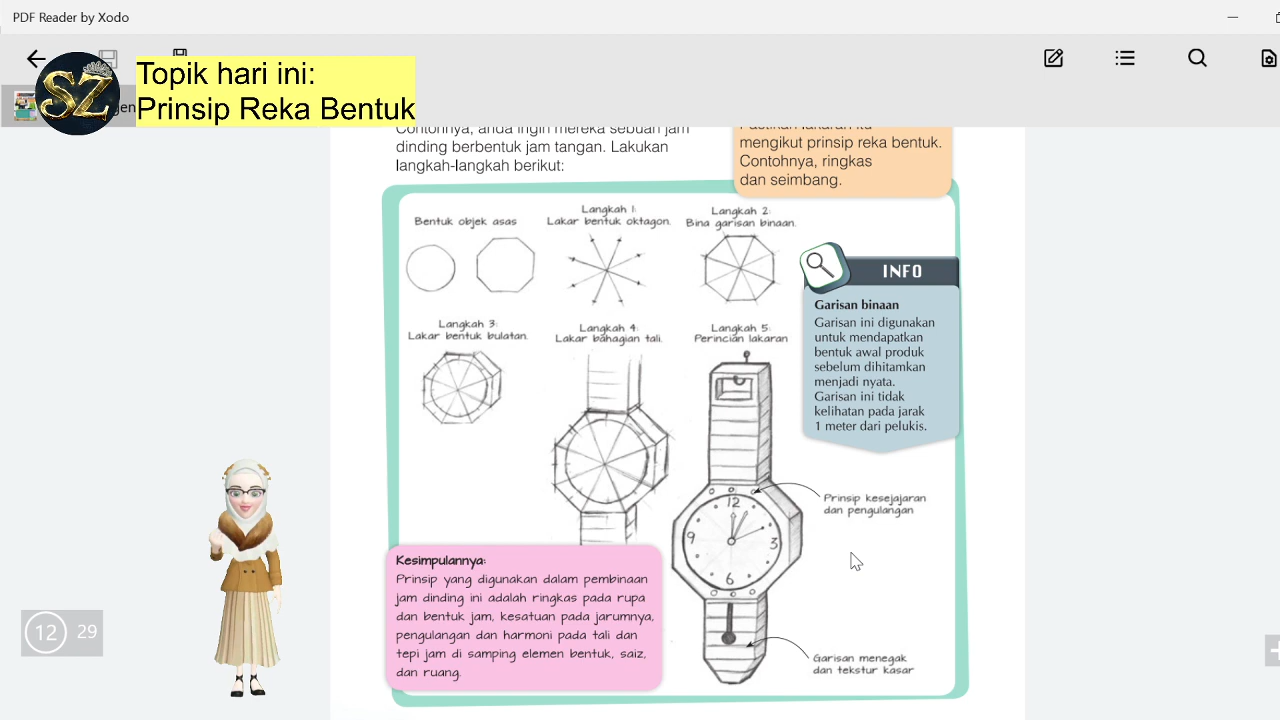 PDF Reader by Xodo
SZ
Topik hari ini:
Prinsip Reka Bentuk
Contohnya, anda ingin mereka sebuah jam
dinding berbentuk jam tangan. Lakukan
langkah-langkah berikut:
Pastikan lakaran itu
mengikut prinsip reka bentuk.
Contohnya, ringkas
dan seimbang.
Bentuk objek asas
Langkah 1:
Lakar bentuk oktagon.
Langkah 2:
Bina garisan binaan.
Langkah 3:
Lakar bentuk bulatan.
Langkah 4:
Lakar bahagian tali.
Langkah 5:
Perincian lakaran
INFO
Garisan binaan
Garisan ini digunakan
untuk mendapatkan
bentuk awal produk
sebelum dihitamkan
menjadi nyata.
Garisan ini tidak
kelihatan pada jarak
1 meter dari pelukis.
12
9
3
6
Prinsip kesejajaran
dan pengulangan
Garisan menegak
dan tekstur kasar
Kesimpulannya:
Prinsip yang digunakan dalam pembinaan
jam dinding ini adalah ringkas pada rupa
dan bentuk jam, kesatuan pada jarumnya,
pengulangan dan harmoni pada tali dan
tepi jam di samping elemen bentuk, saiz,
dan ruang.
12 29